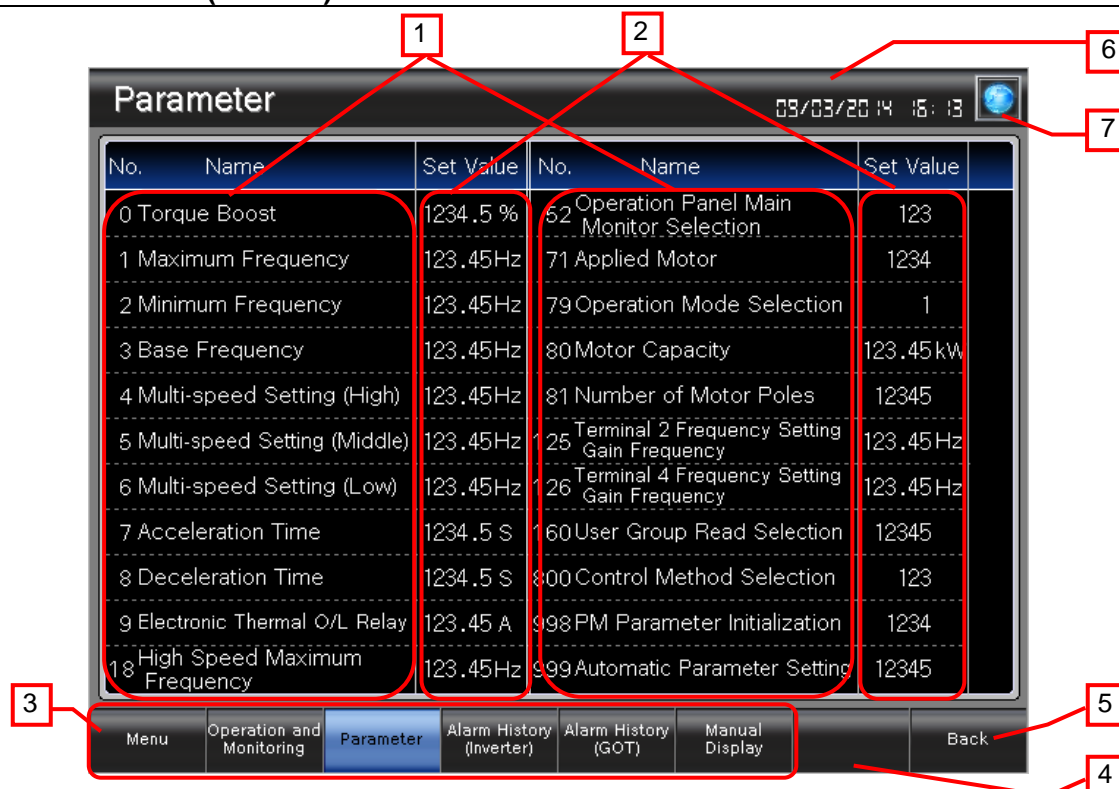 1
2
6
Parameter
09/03/2014 16:13
7
No. Name Set Value No. Name Set Value
0 Torque Boost 1234.5 % 52 Operation Panel Main Monitor Selection 123
1 Maximum Frequency 123.45Hz 71 Applied Motor 1234
2 Minimum Frequency 123.45Hz 79 Operation Mode Selection 1
3 Base Frequency 123.45Hz 80 Motor Capacity 123.45kW
4 Multi-speed Setting (High) 123.45Hz 81 Number of Motor Poles 12345
5 Multi-speed Setting (Middle) 123.45Hz 125 Terminal 2 Frequency Setting Gain Frequency 123.45Hz
6 Multi-speed Setting (Low) 123.45Hz 126 Terminal 4 Frequency Setting Gain Frequency 123.45Hz
7 Acceleration Time 1234.5 S 160 User Group Read Selection 12345
8 Deceleration Time 1234.5 S 800 Control Method Selection 123
9 Electronic Thermal O/L Relay 123.45 A 998 PM Parameter Initialization 1234
18 High Speed Maximum Frequency 123.45Hz 999 Automatic Parameter Setting 12345
3
5
Menu Operation and Monitoring Parameter Alarm History (Inverter) Alarm History (GOT) Manual Display Back
4